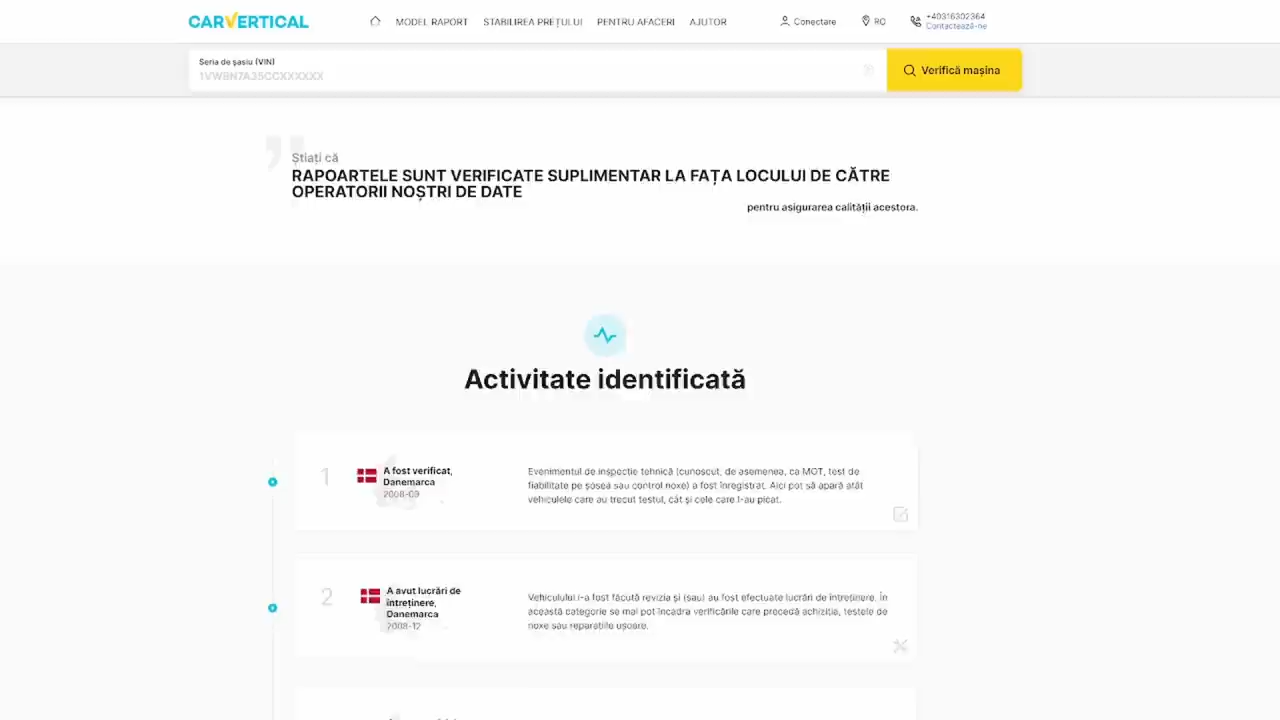 CARVERTICAL
MODEL RAPORT
STABILIREA PREȚULUI
PENTRU AFACERI
AJUTOR
Conectare
RO
+40316302364
Contactează-ne
Seria de șasiu (VIN)
1VWBN7A35CCXXXXXX
Verifică mașina
Știați că
RAPOARTELE SUNT VERIFICATE SUPLIMENTAR LA FAȚA LOCULUI DE CĂTRE
OPERATORII NOȘTRI DE DATE
pentru asigurarea calității acestora.
Activitate identificată
1
A fost verificat,
Danemarca
2008-09
Evenimentul de inspecție tehnică (cunoscut, de asemenea, ca MOT, test de
fiabilitate pe șosea sau control noxe) a fost înregistrat. Aici pot să apară atât
vehiculele care au trecut testul, cât și cele care l-au picat.
2
A avut lucrări de
întreținere,
Danemarca
2008-12
Vehiculului i-a fost făcută revizia și (sau) au fost efectuate lucrări de întreținere. În
această categorie se mai pot încadra verificările care precedă achiziția, testele de
noxe sau reparațiile ușoare.